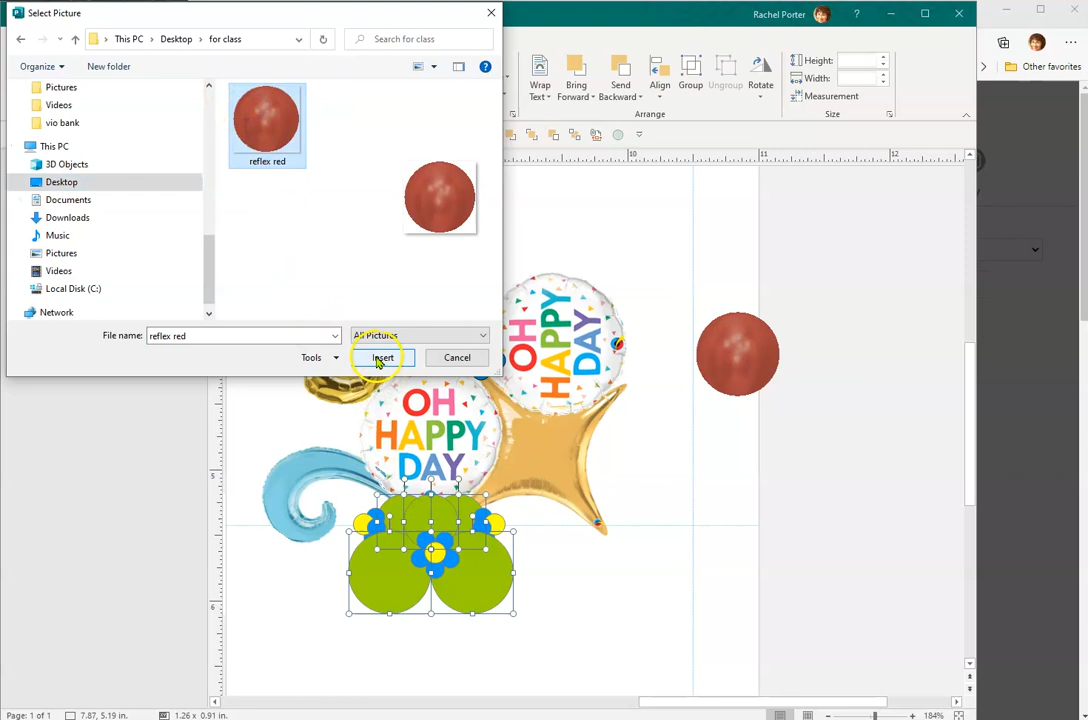 Select Picture
This PC > Desktop > for class
Search for class
Organize
New folder
Pictures
Videos
vio bank
This PC
3D Objects
Desktop
Documents
Downloads
Music
Pictures
Videos
Local Disk (C:)
Network
reflex red
File name:
reflex red
All Pictures
Tools
Insert
Cancel
Rachel Porter
?
Other favorites
Wrap
Text
Bring
Forward
Send
Backward
Align
Group
Ungroup
Rotate
Height:
Width:
Measurement
Arrange
10
11
12
OH
HAPPY
DAY
OH
HAPPY
DAY
5
6
Page: 1 of 1
7.87, 5.19 in.
1.26 x 0.91 in.
184%